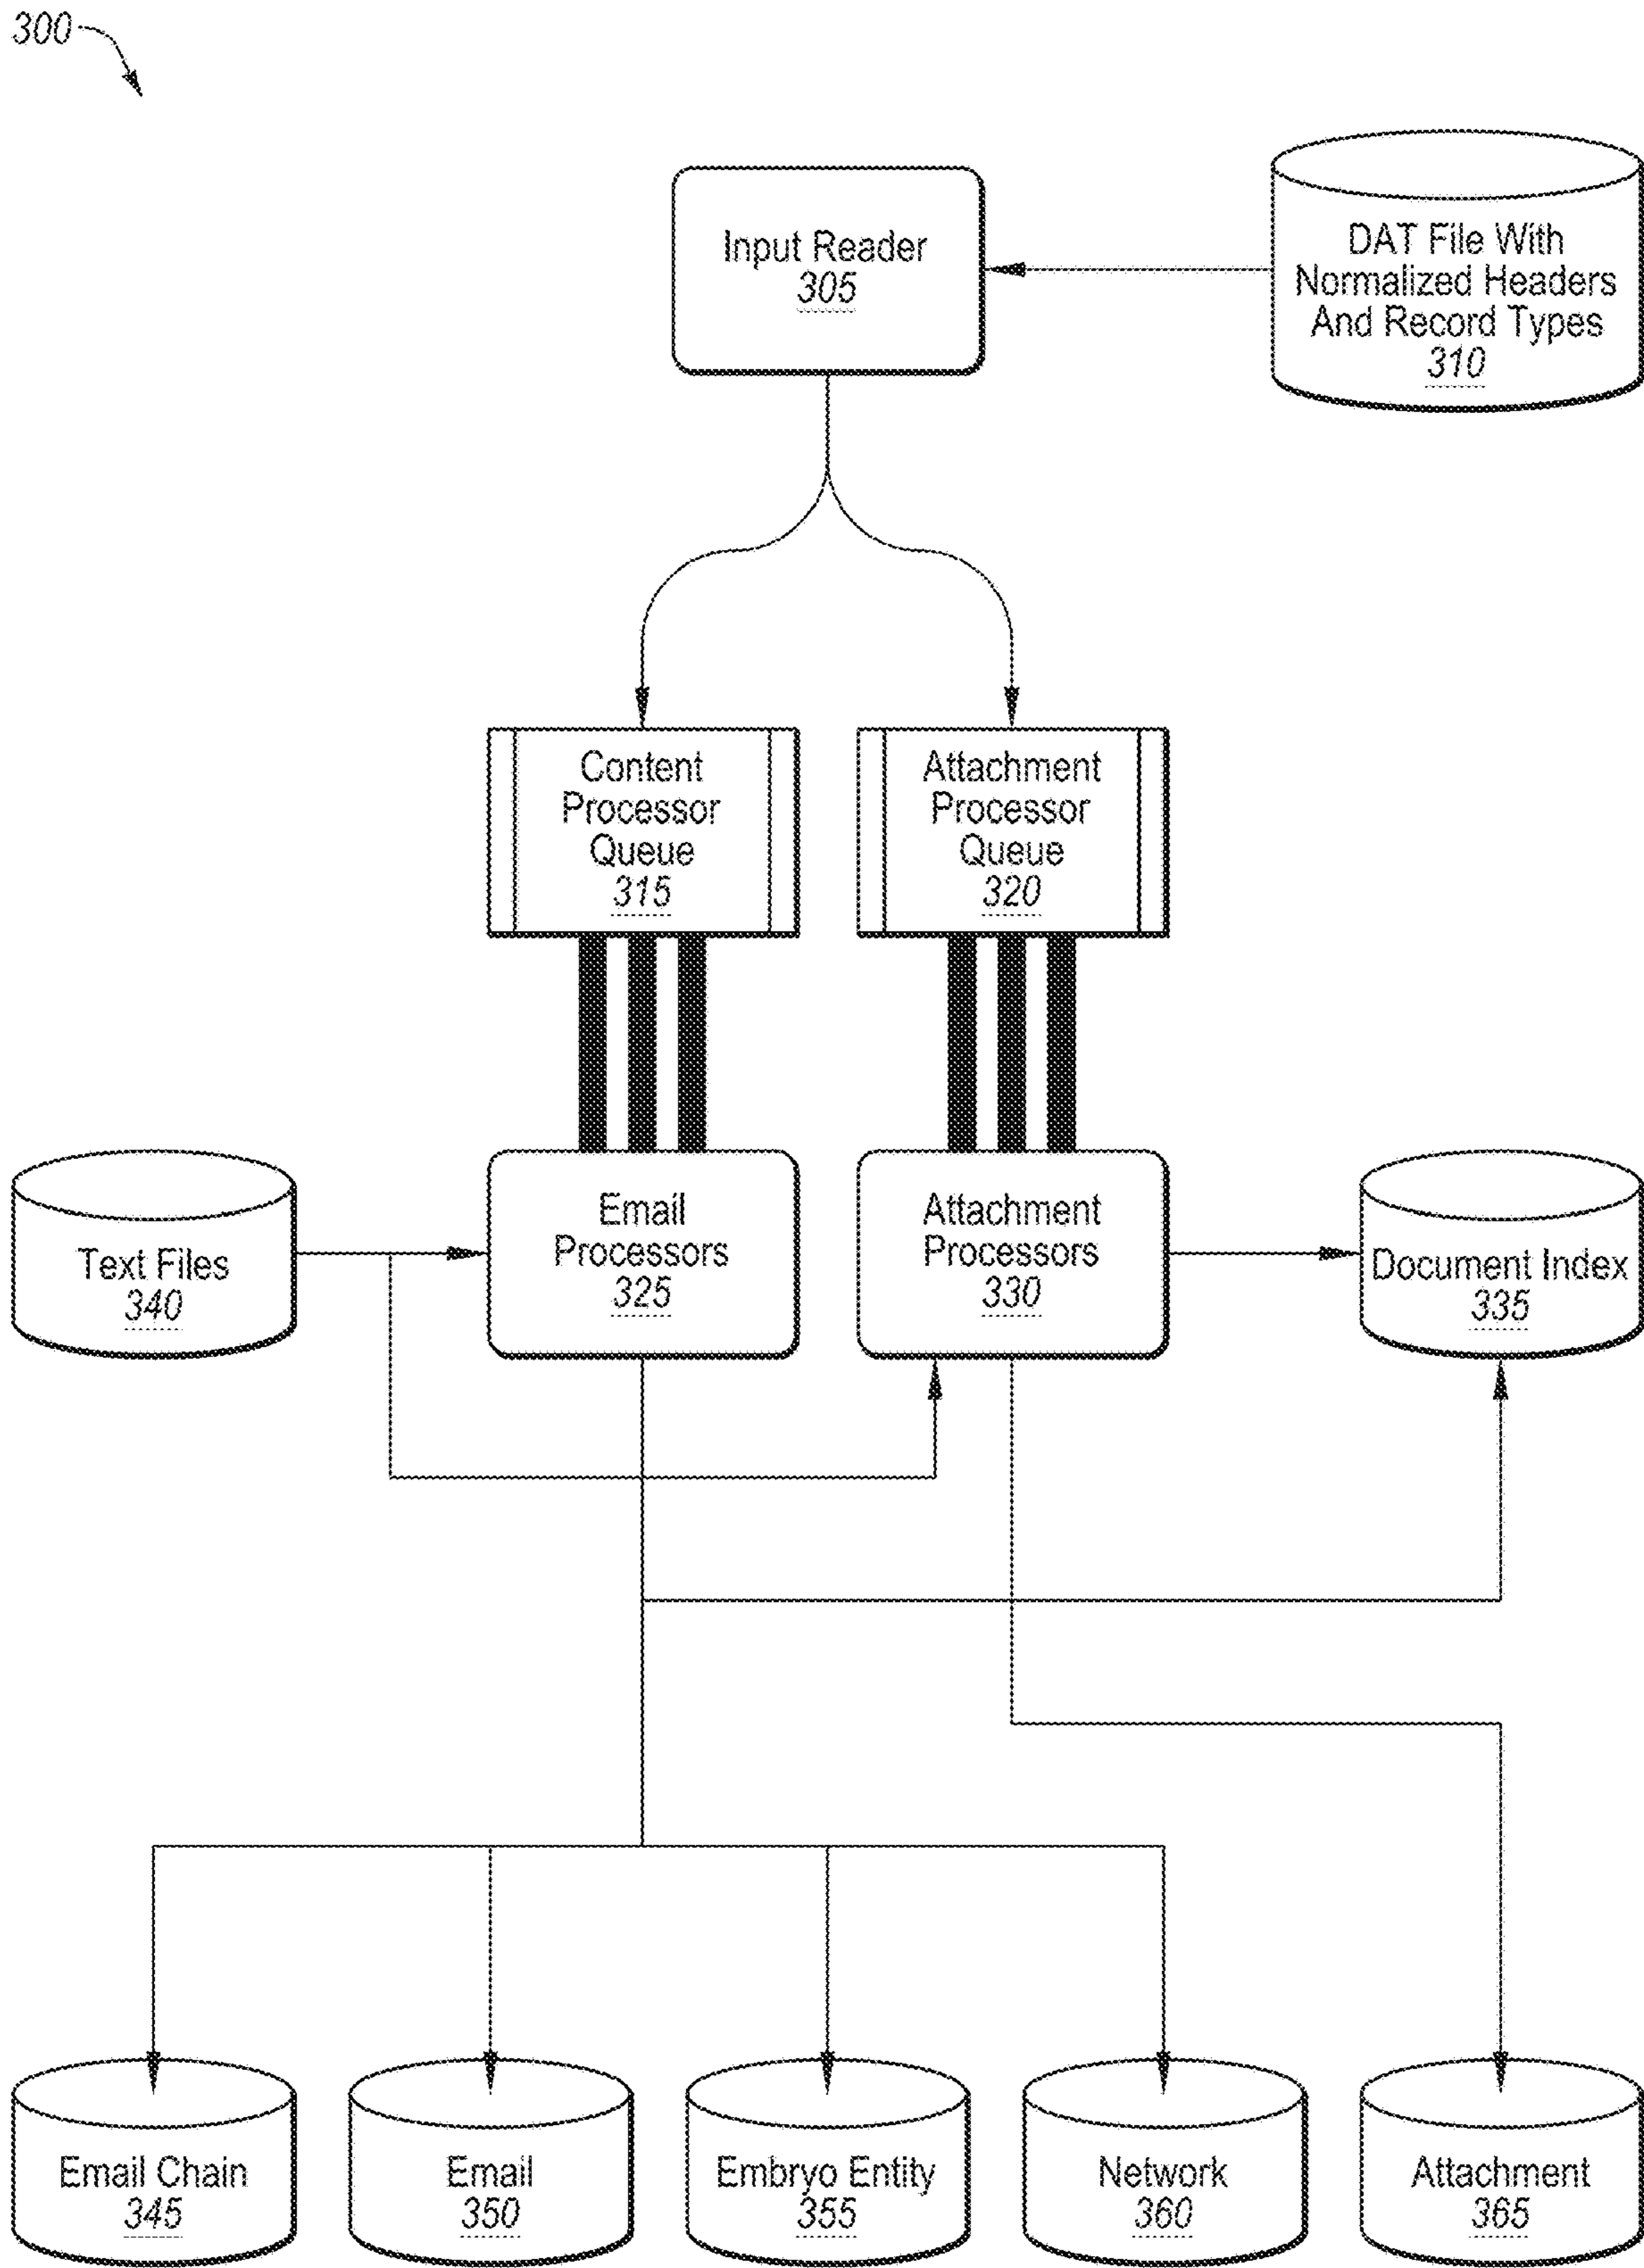 300
Input Reader
305
DAT File With
Normalized Headers
And Record Types
310
Content
Processor
Queue
315
Attachment
Processor
Queue
320
Text Files
340
Email
Processors
325
Attachment
Processors
330
Document Index
335
Email Chain
345
Email
350
Embryo Entity
355
Network
360
Attachment
365